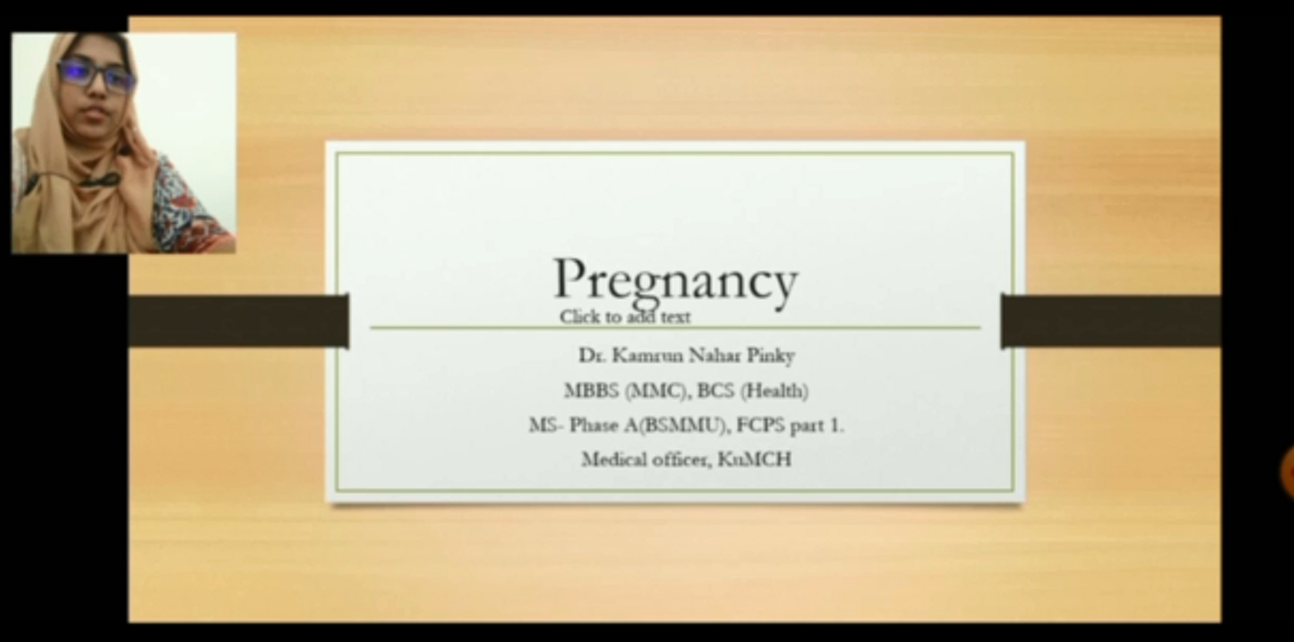 Pregnancy
Click to add text
Dr. Kamrun Nahar Pinky
MBBS (MMC), BCS (Health)
MS- Phase A(BSMMU), FCPS part 1.
Medical officer, KuMCH